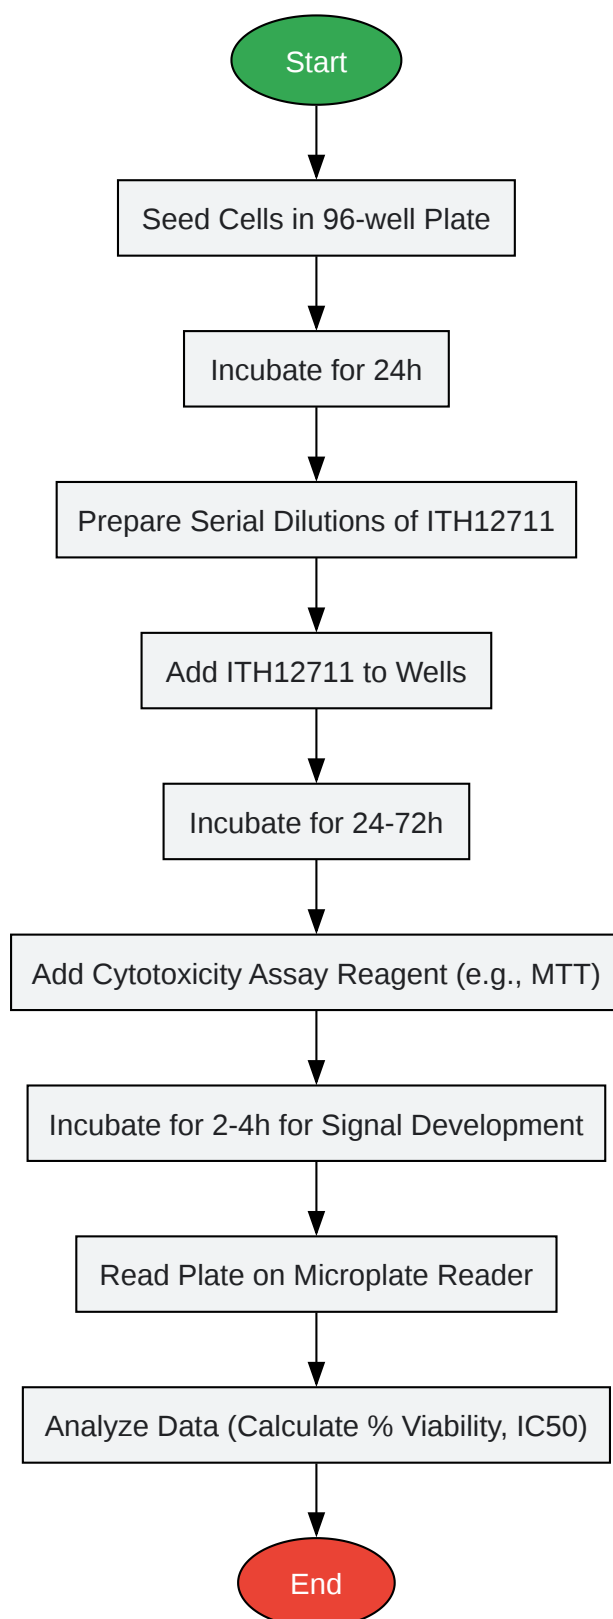 Start
Seed Cells in 96-well Plate
Incubate for 24h
Prepare Serial Dilutions of ITH12711
Add ITH12711 to Wells
Incubate for 24-72h
Add Cytotoxicity Assay Reagent (e.g., MTT)
Incubate for 2-4h for Signal Development
Read Plate on Microplate Reader
Analyze Data (Calculate % Viability, IC50)
End